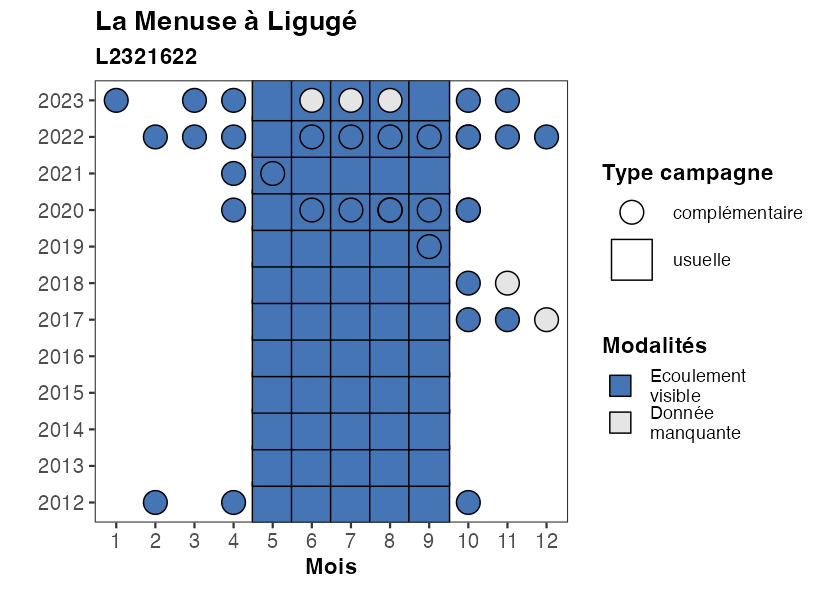 La Menuse à Ligugé
L2321622
2023
2022
2021
2020
2019
2018
2017
2016
2015
2014
2013
2012
1 2 3 4 5 6 7 8 9 10 11 12
Mois
Type campagne
complémentaire
usuelle
Modalités
Ecoulement
visible
Donnée
manquante